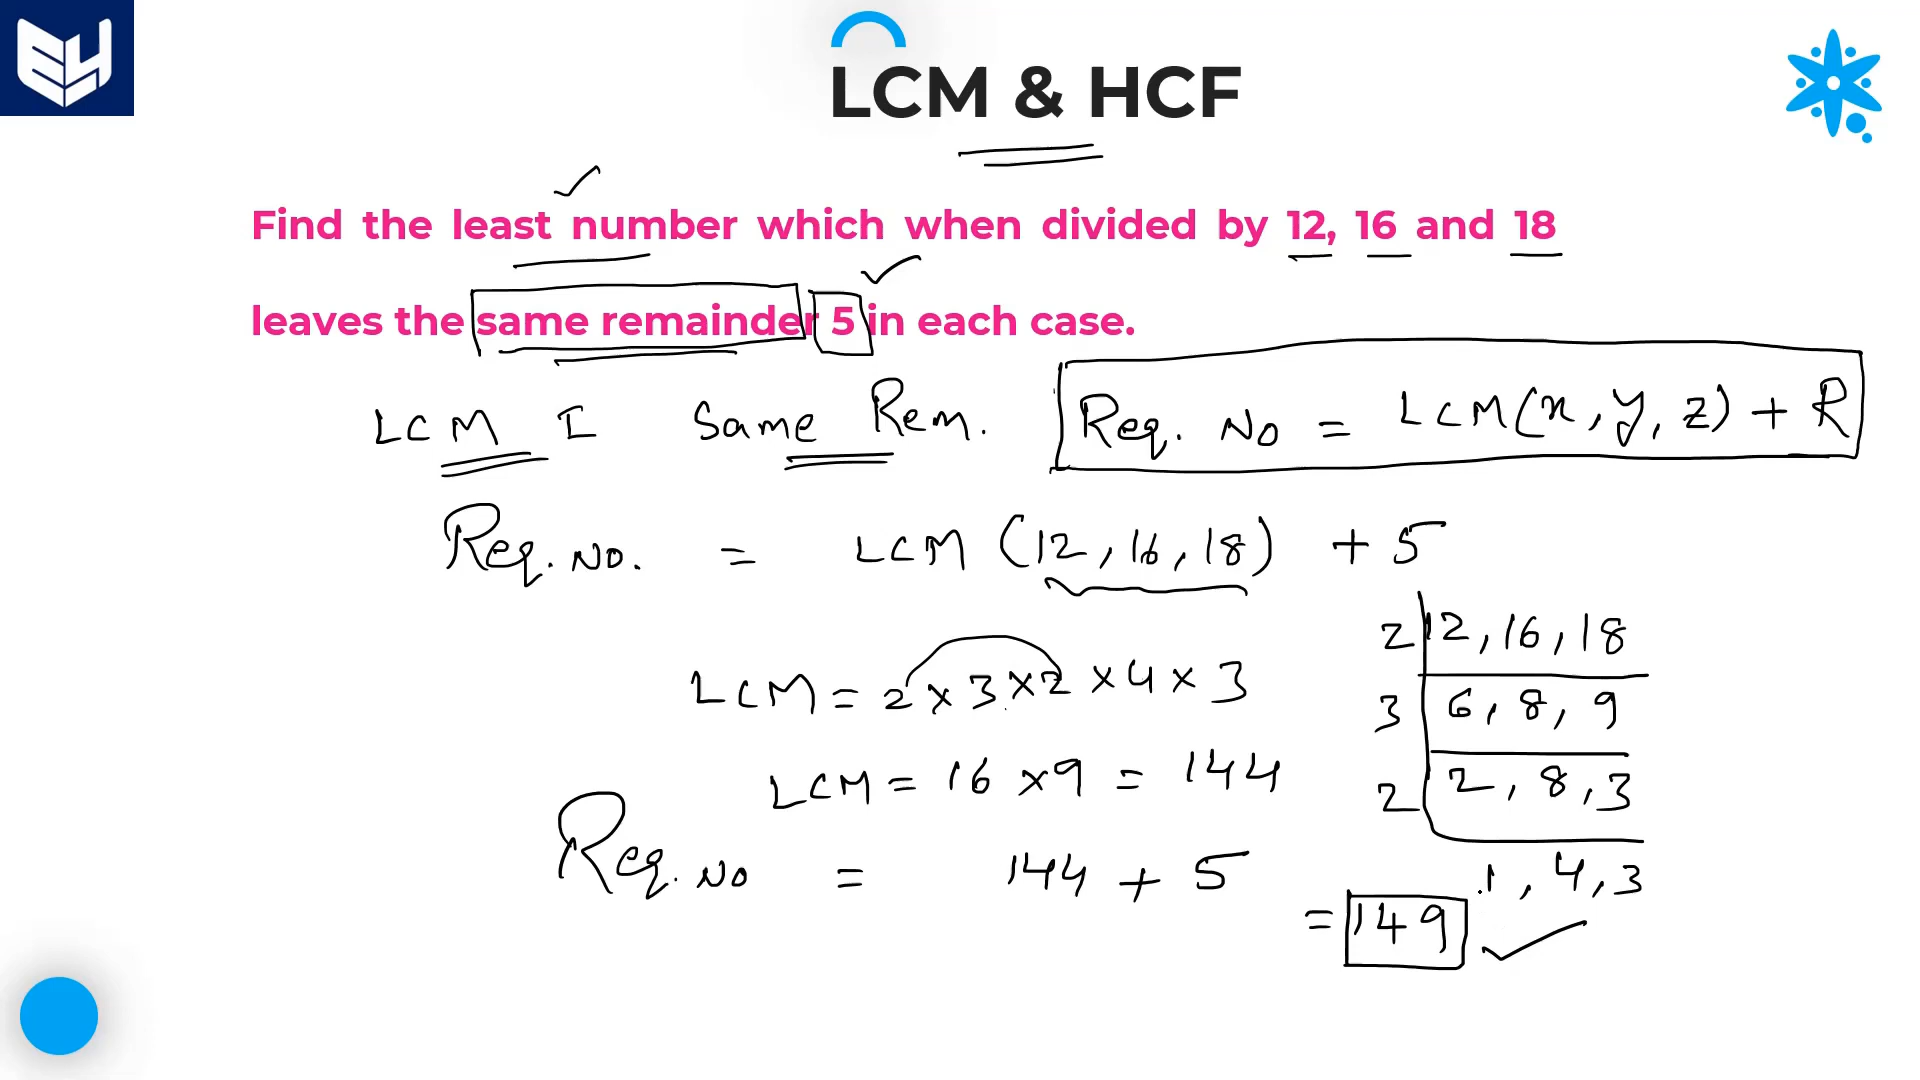 LCM & HCF
Find the least number which when divided by 12, 16 and 18
leaves the same remainder 5 in each case.
LCM I Same Rem. Req. No = LCM(x, y, z) + R
Req. No. = LCM (12, 16, 18) + 5
2 12, 16, 18
LCM = 2 × 3 × 2 × 4 × 3
3 6, 8, 9
LCM = 16 × 9 = 144
2 2, 8, 3
Req. No = 144 + 5
1, 4, 3
= 149